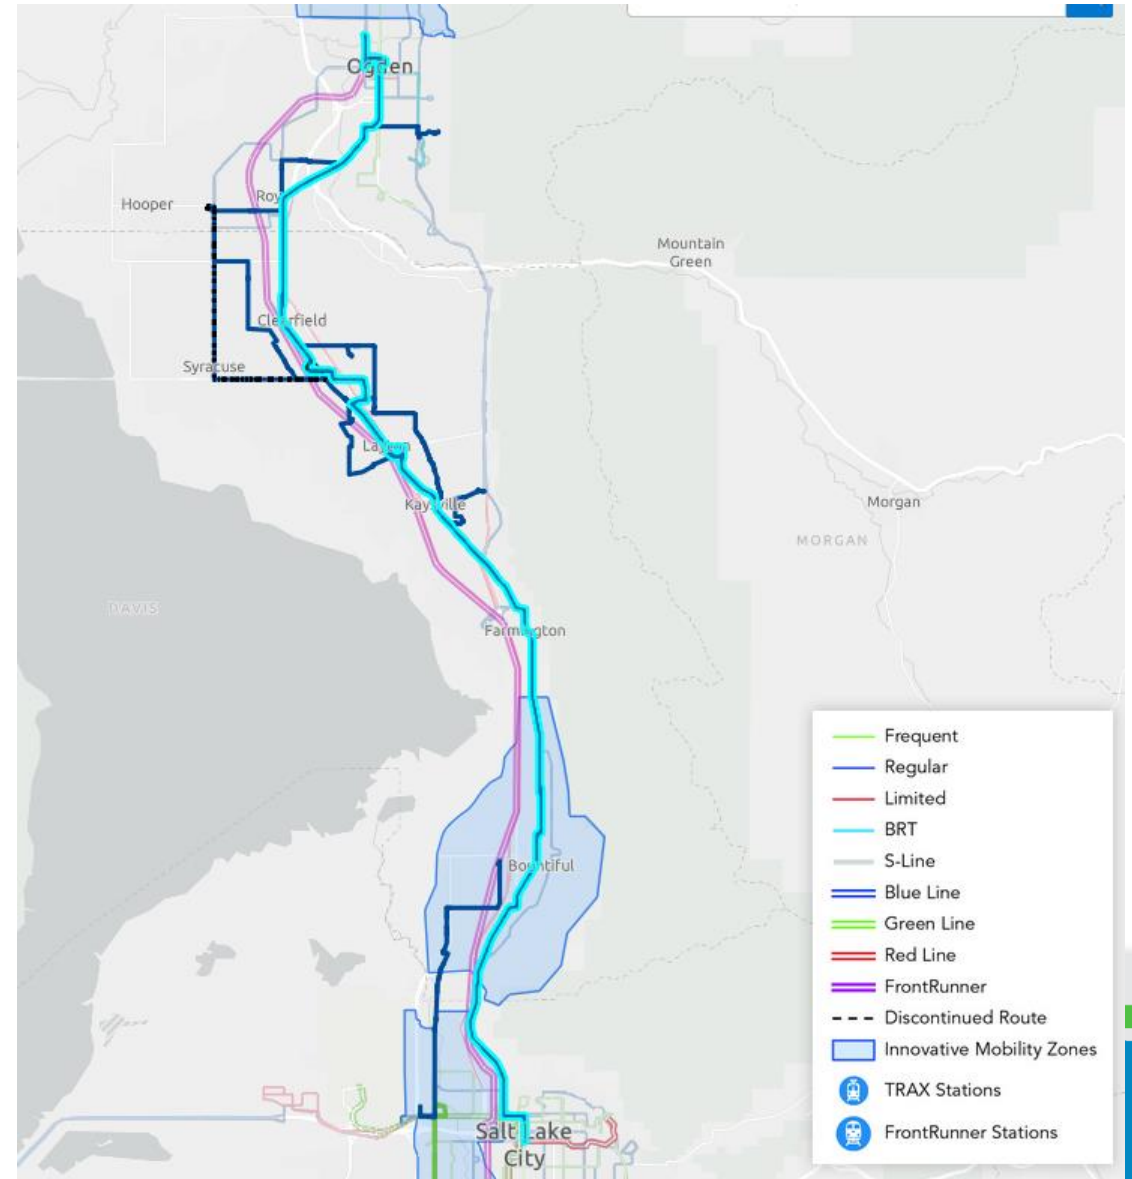 Ogden
Hooper
Roy
Mountain
Green
Clearfield
Syracuse
Layton
Kaysville
Morgan
MORGAN
DAVIS
Farmington
Frequent
Regular
Limited
BRT
S-Line
Bountiful
Blue Line
Green Line
Red Line
FrontRunner
Discontinued Route
Innovative Mobility Zones
TRAX Stations
FrontRunner Stations
Salt Lake
City